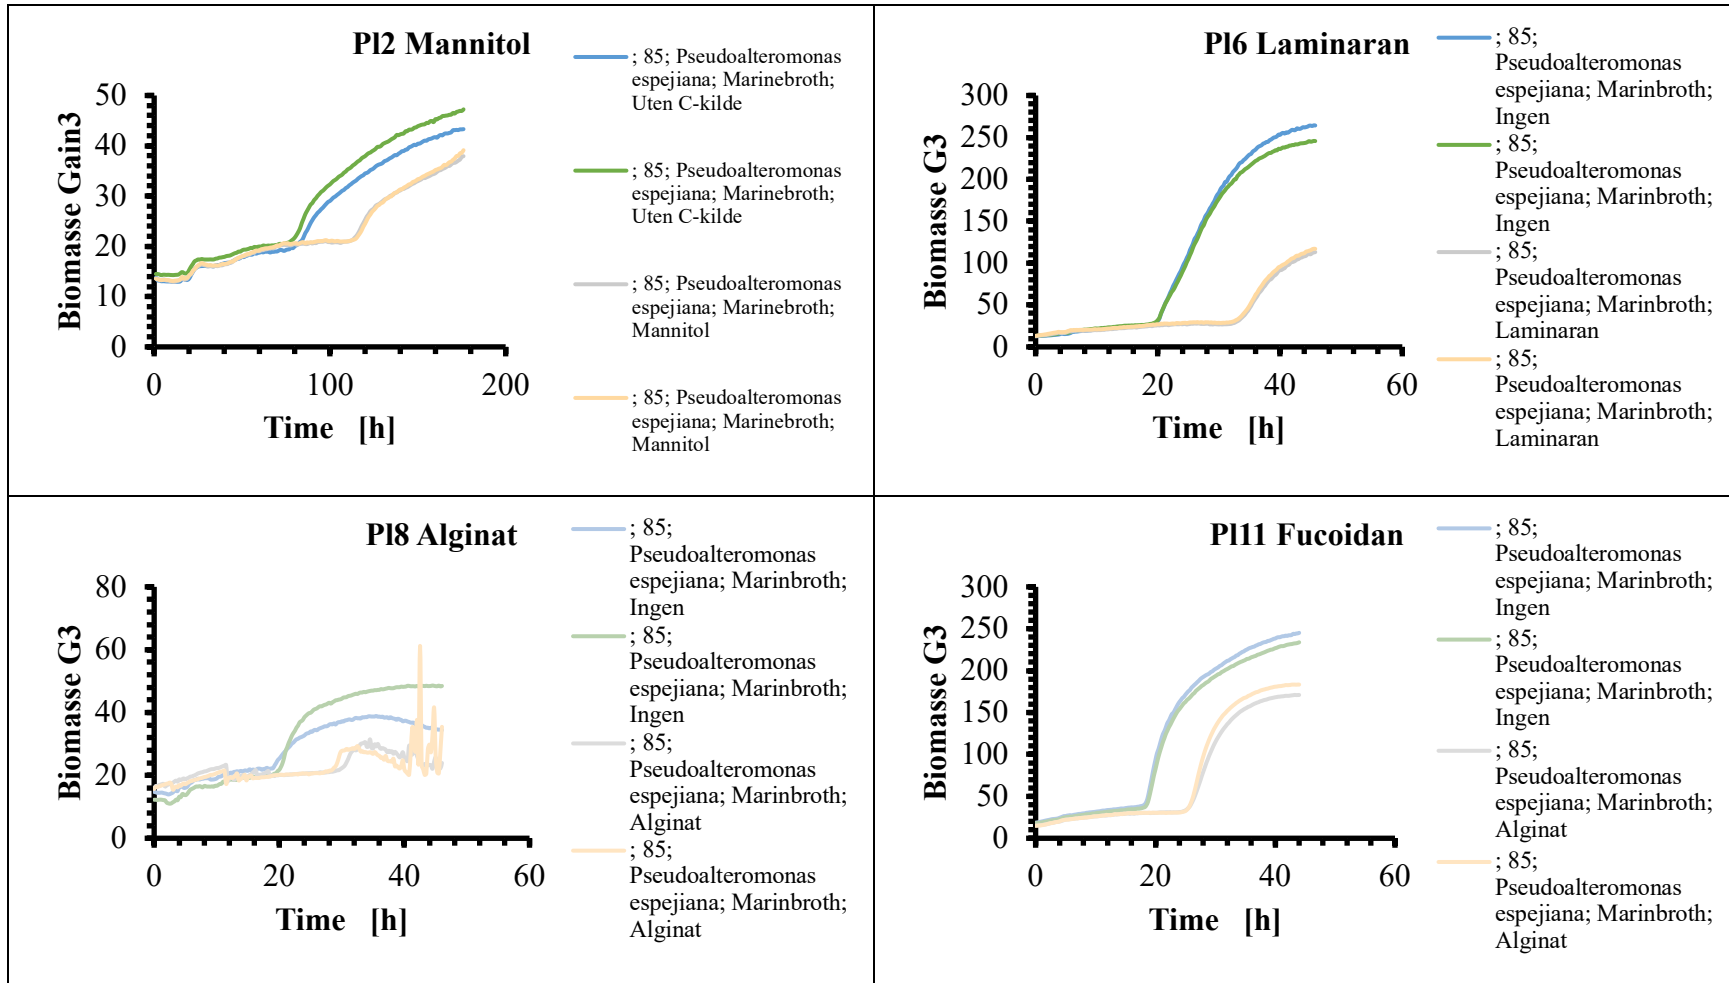 Pl2 Mannitol
Biomasse Gain3
50
40
30
20
10
0
0
100
200
Time [h]
; 85; Pseudoalteromonas
espejiana; Marinebroth;
Uten C-kilde
; 85; Pseudoalteromonas
espejiana; Marinebroth;
Uten C-kilde
; 85; Pseudoalteromonas
espejiana; Marinebroth;
Mannitol
; 85; Pseudoalteromonas
espejiana; Marinebroth;
Mannitol
Pl6 Laminaran
Biomasse G3
300
250
200
150
100
50
0
0
20
40
60
Time [h]
; 85;
Pseudoalteromonas
espejiana; Marinbroth;
Ingen
; 85;
Pseudoalteromonas
espejiana; Marinbroth;
Ingen
; 85;
Pseudoalteromonas
espejiana; Marinbroth;
Laminaran
; 85;
Pseudoalteromonas
espejiana; Marinbroth;
Laminaran
Pl8 Alginat
Biomasse G3
80
60
40
20
0
0
20
40
60
Time [h]
; 85;
Pseudoalteromonas
espejiana; Marinbroth;
Ingen
; 85;
Pseudoalteromonas
espejiana; Marinbroth;
Ingen
; 85;
Pseudoalteromonas
espejiana; Marinbroth;
Alginat
; 85;
Pseudoalteromonas
espejiana; Marinbroth;
Alginat
Pl11 Fucoidan
Biomasse G3
300
250
200
150
100
50
0
0
20
40
60
Time [h]
; 85;
Pseudoalteromonas
espejiana; Marinbroth;
Ingen
; 85;
Pseudoalteromonas
espejiana; Marinbroth;
Ingen
; 85;
Pseudoalteromonas
espejiana; Marinbroth;
Alginat
; 85;
Pseudoalteromonas
espejiana; Marinbroth;
Alginat